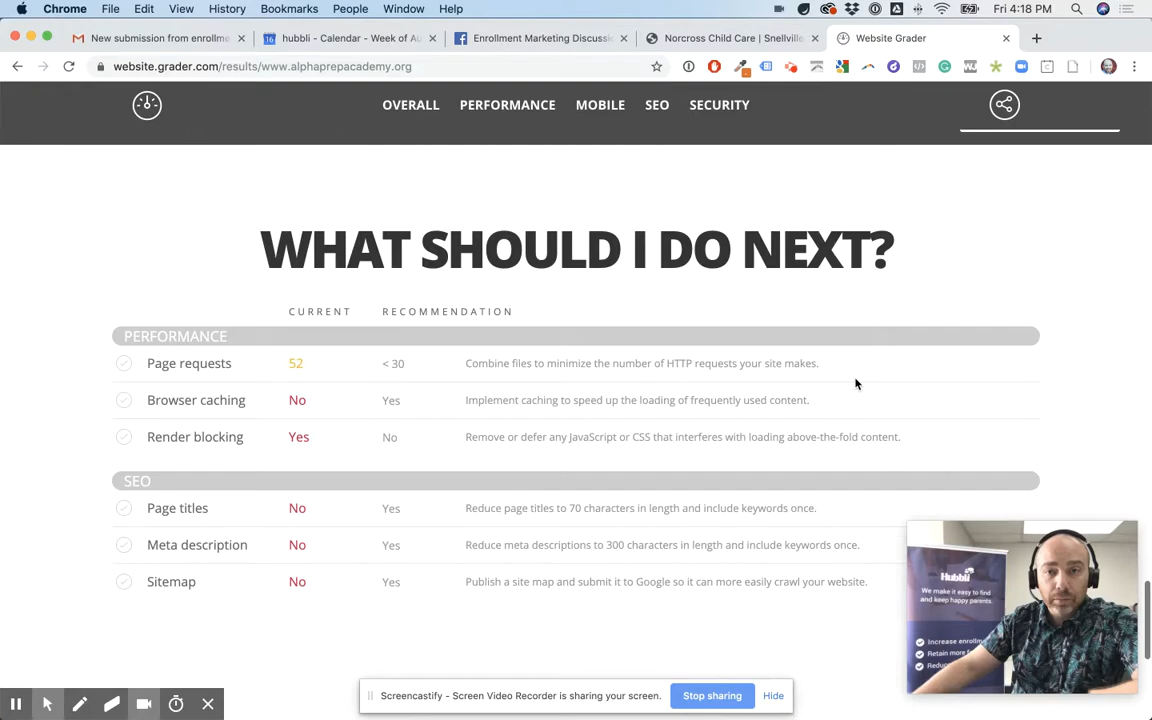 Chrome File Edit View History Bookmarks People Window Help Fri 4:18 PM
New submission from enrollme
hubbli - Calendar - Week of Au
Enrollment Marketing Discussi
Norcross Child Care | Snellvill
Website Grader
website.grader.com/results/www.alphaprepacademy.org
OVERALL PERFORMANCE MOBILE SEO SECURITY
WHAT SHOULD I DO NEXT?
CURRENT RECOMMENDATION
PERFORMANCE
Page requests 52 < 30 Combine files to minimize the number of HTTP requests your site makes.
Browser caching No Yes Implement caching to speed up the loading of frequently used content.
Render blocking Yes No Remove or defer any JavaScript or CSS that interferes with loading above-the-fold content.
SEO
Page titles No Yes Reduce page titles to 70 characters in length and include keywords once.
Meta description No Yes Reduce meta descriptions to 300 characters in length and include keywords once.
Sitemap No Yes Publish a site map and submit it to Google so it can more easily crawl your website.
Hubbli
We make it easy to find
and keep happy parents.
Increase enrollm
Retain more
Screencastify - Screen Video Recorder is sharing your screen. Stop sharing Hide